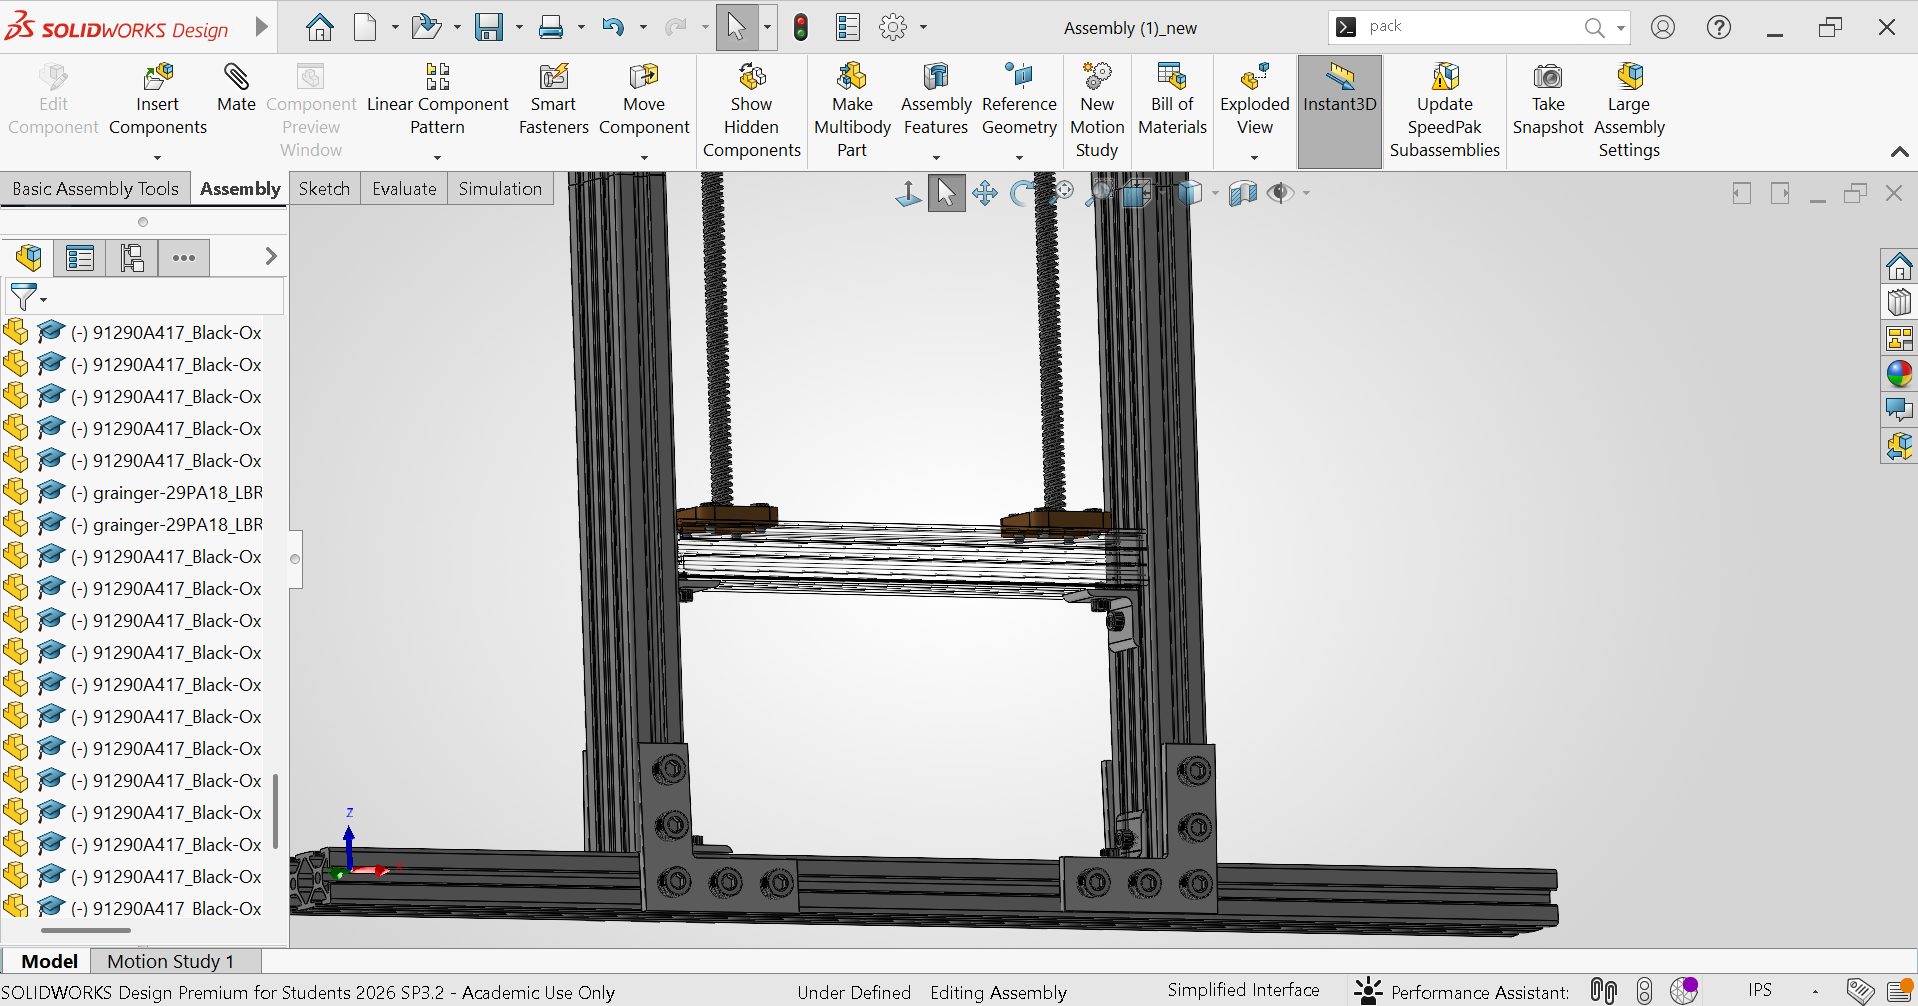 SOLIDWORKS Design
Assembly (1)_new
pack
Edit Component
Insert Components
Mate
Component Preview Window
Linear Component Pattern
Smart Fasteners
Move Component
Show Hidden Components
Make Multibody Part
Assembly Features
Reference Geometry
New Motion Study
Bill of Materials
Exploded View
Instant3D
Update SpeedPak Subassemblies
Take Snapshot
Large Assembly Settings
Basic Assembly Tools
Assembly
Sketch
Evaluate
Simulation
(-) 91290A417_Black-Ox
(-) 91290A417_Black-Ox
(-) 91290A417_Black-Ox
(-) 91290A417_Black-Ox
(-) 91290A417_Black-Ox
(-) grainger-29PA18_LBR
(-) grainger-29PA18_LBR
(-) 91290A417_Black-Ox
(-) 91290A417_Black-Ox
(-) 91290A417_Black-Ox
(-) 91290A417_Black-Ox
(-) 91290A417_Black-Ox
(-) 91290A417_Black-Ox
(-) 91290A417_Black-Ox
(-) 91290A417_Black-Ox
(-) 91290A417_Black-Ox
(-) 91290A417_Black-Ox
(-) 91290A417_Black-Ox
(-) 91290A417_Black-Ox
Z
Model
Motion Study 1
SOLIDWORKS Design Premium for Students 2026 SP3.2 - Academic Use Only
Under Defined
Editing Assembly
Simplified Interface
Performance Assistant:
IPS